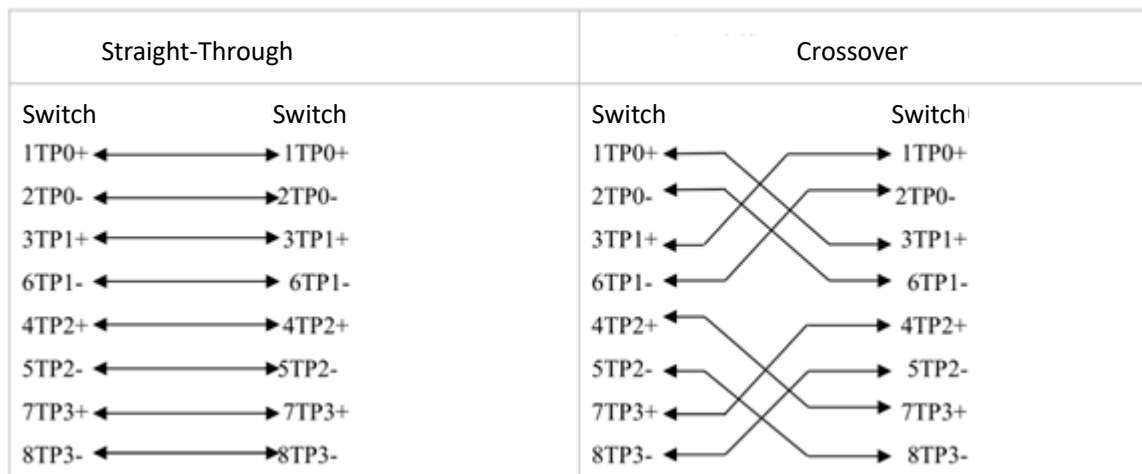 Straight-Through Crossover
Switch Switch Switch Switch
1TP0+ 1TP0+ 1TP0+ 1TP0+
2TP0- 2TP0- 2TP0- 2TP0-
3TP1+ 3TP1+ 3TP1+ 3TP1+
6TP1- 6TP1- 6TP1- 6TP1-
4TP2+ 4TP2+ 4TP2+ 4TP2+
5TP2- 5TP2- 5TP2- 5TP2-
7TP3+ 7TP3+ 7TP3+ 7TP3+
8TP3- 8TP3- 8TP3- 8TP3-